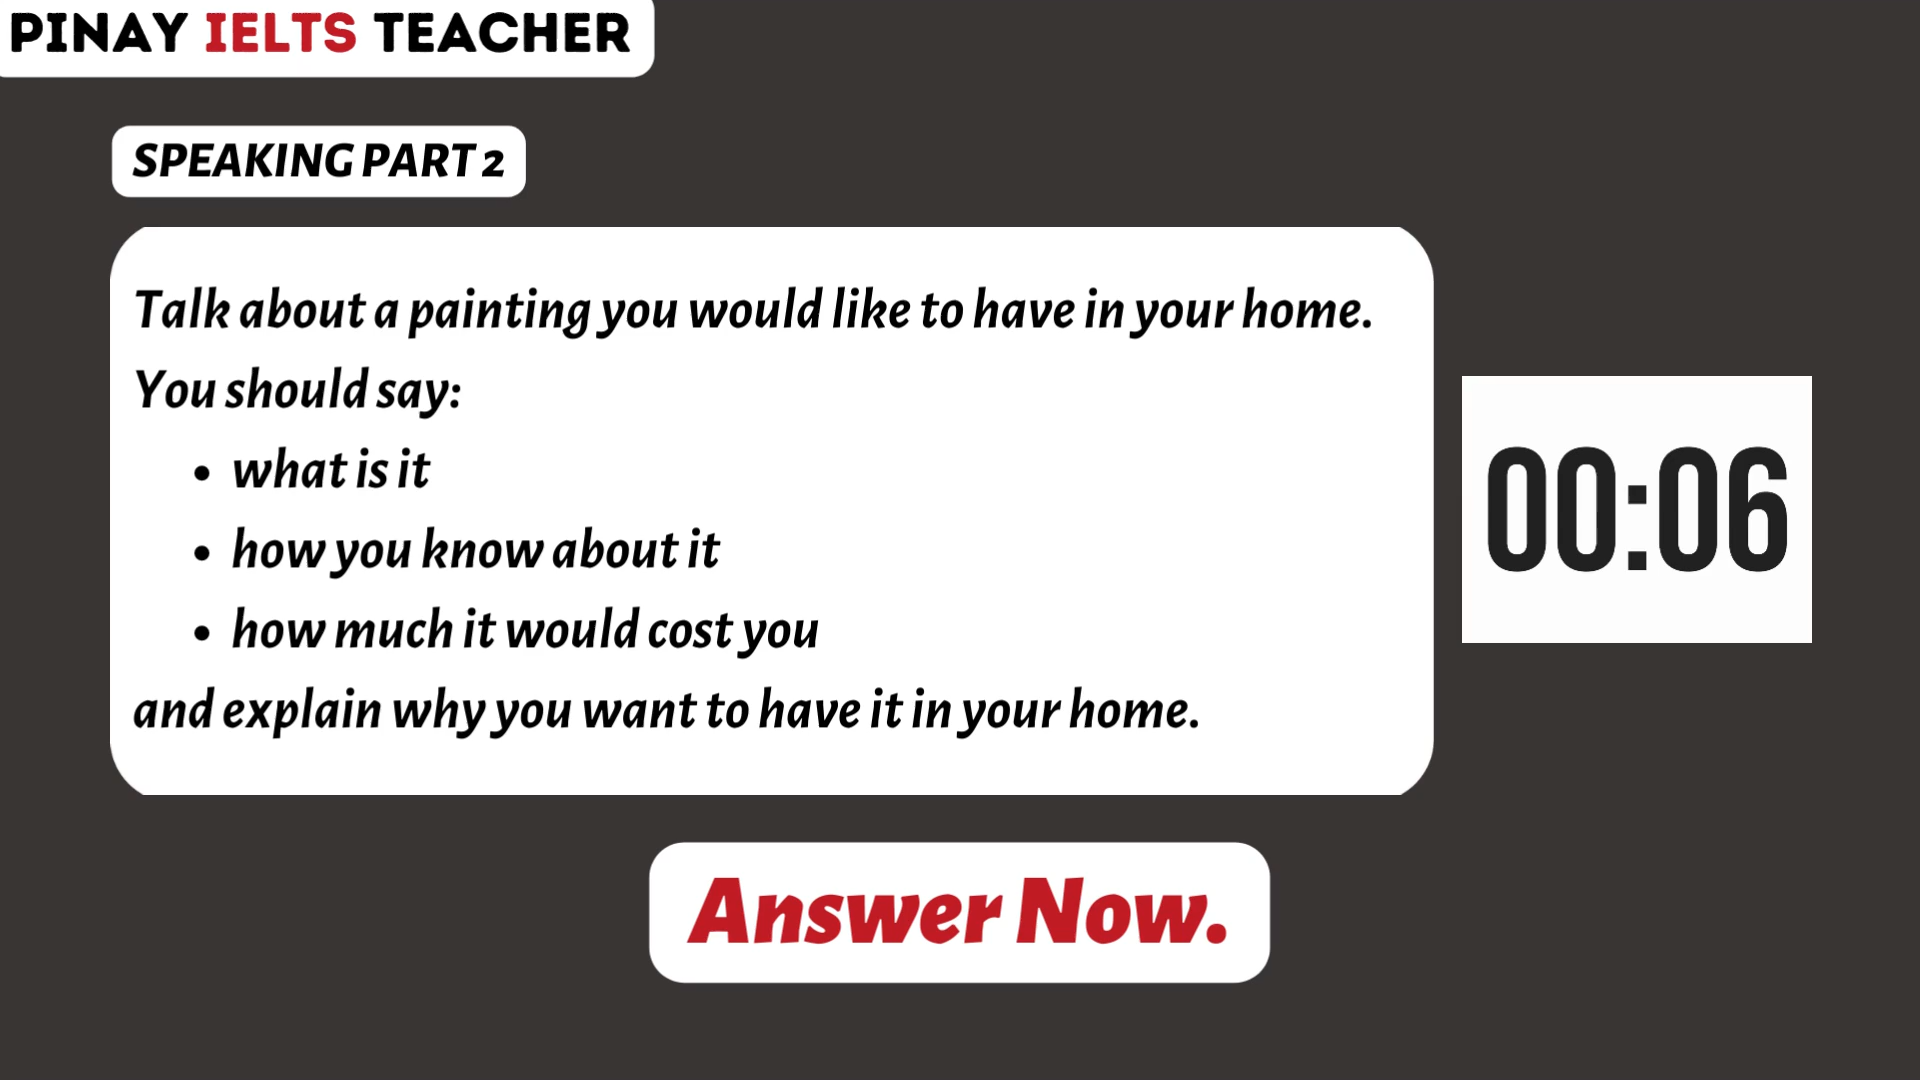 PINAY IELTS TEACHER
SPEAKING PART 2
Talk about a painting you would like to have in your home.
You should say:
• what is it
• how you know about it
• how much it would cost you
and explain why you want to have it in your home.
00:06
Answer Now.